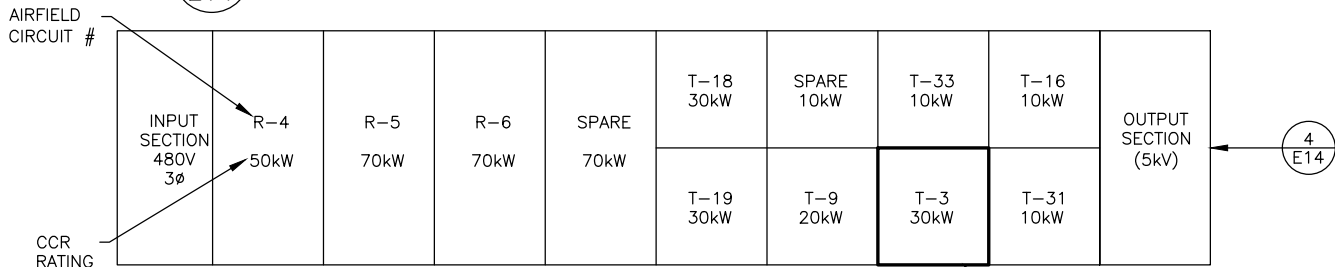 AIRFIELD
CIRCUIT #
INPUT
SECTION
480V
3ø
R-4
50kW
R-5
70kW
R-6
70kW
SPARE
70kW
T-18
30kW
SPARE
10kW
T-33
10kW
T-16
10kW
T-19
30kW
T-9
20kW
T-3
30kW
T-31
10kW
OUTPUT
SECTION
(5kV)
4
E14
CCR
RATING